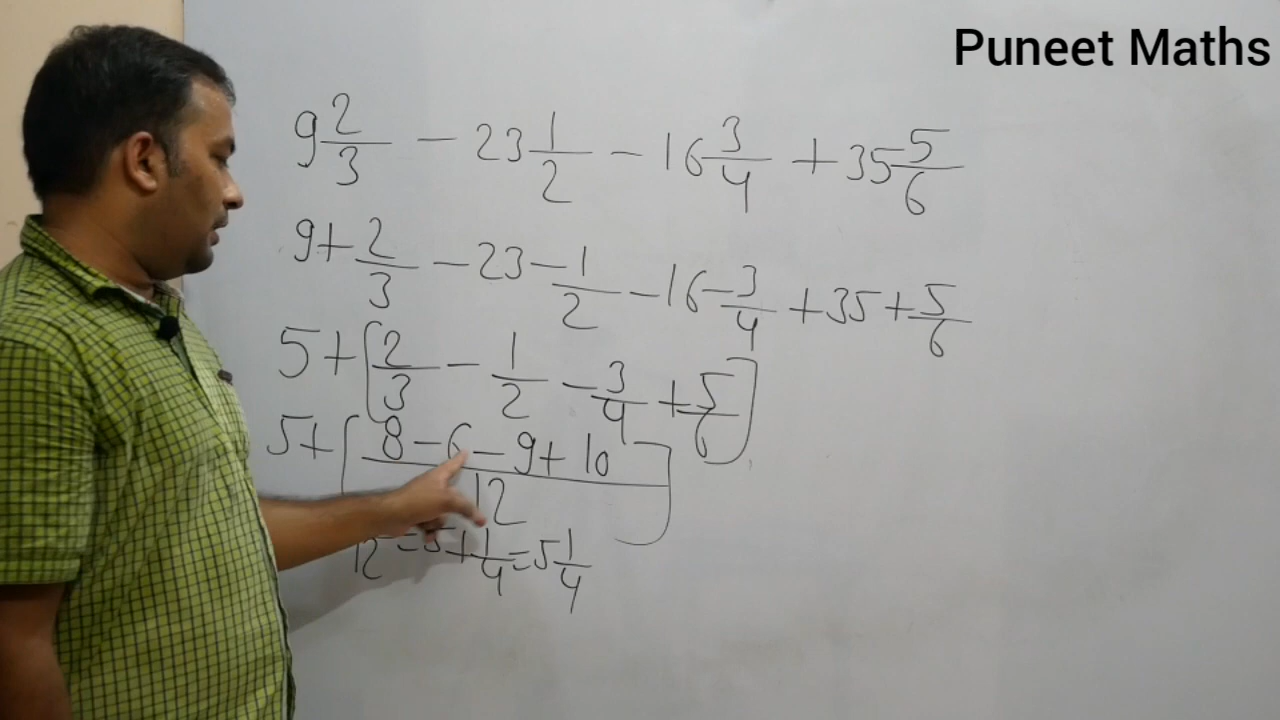 Puneet Maths
9 2/3 - 23 1/2 - 16 3/4 + 35 5/6
9 + 2/3 - 23 - 1/2 - 16 - 3/4 + 35 + 5/6
5 + [2/3 - 1/2 - 3/4 + 5/6]
5 + [(8 - 6 - 9 + 10)/12]
12 = 5 + 1/4 = 5 1/4